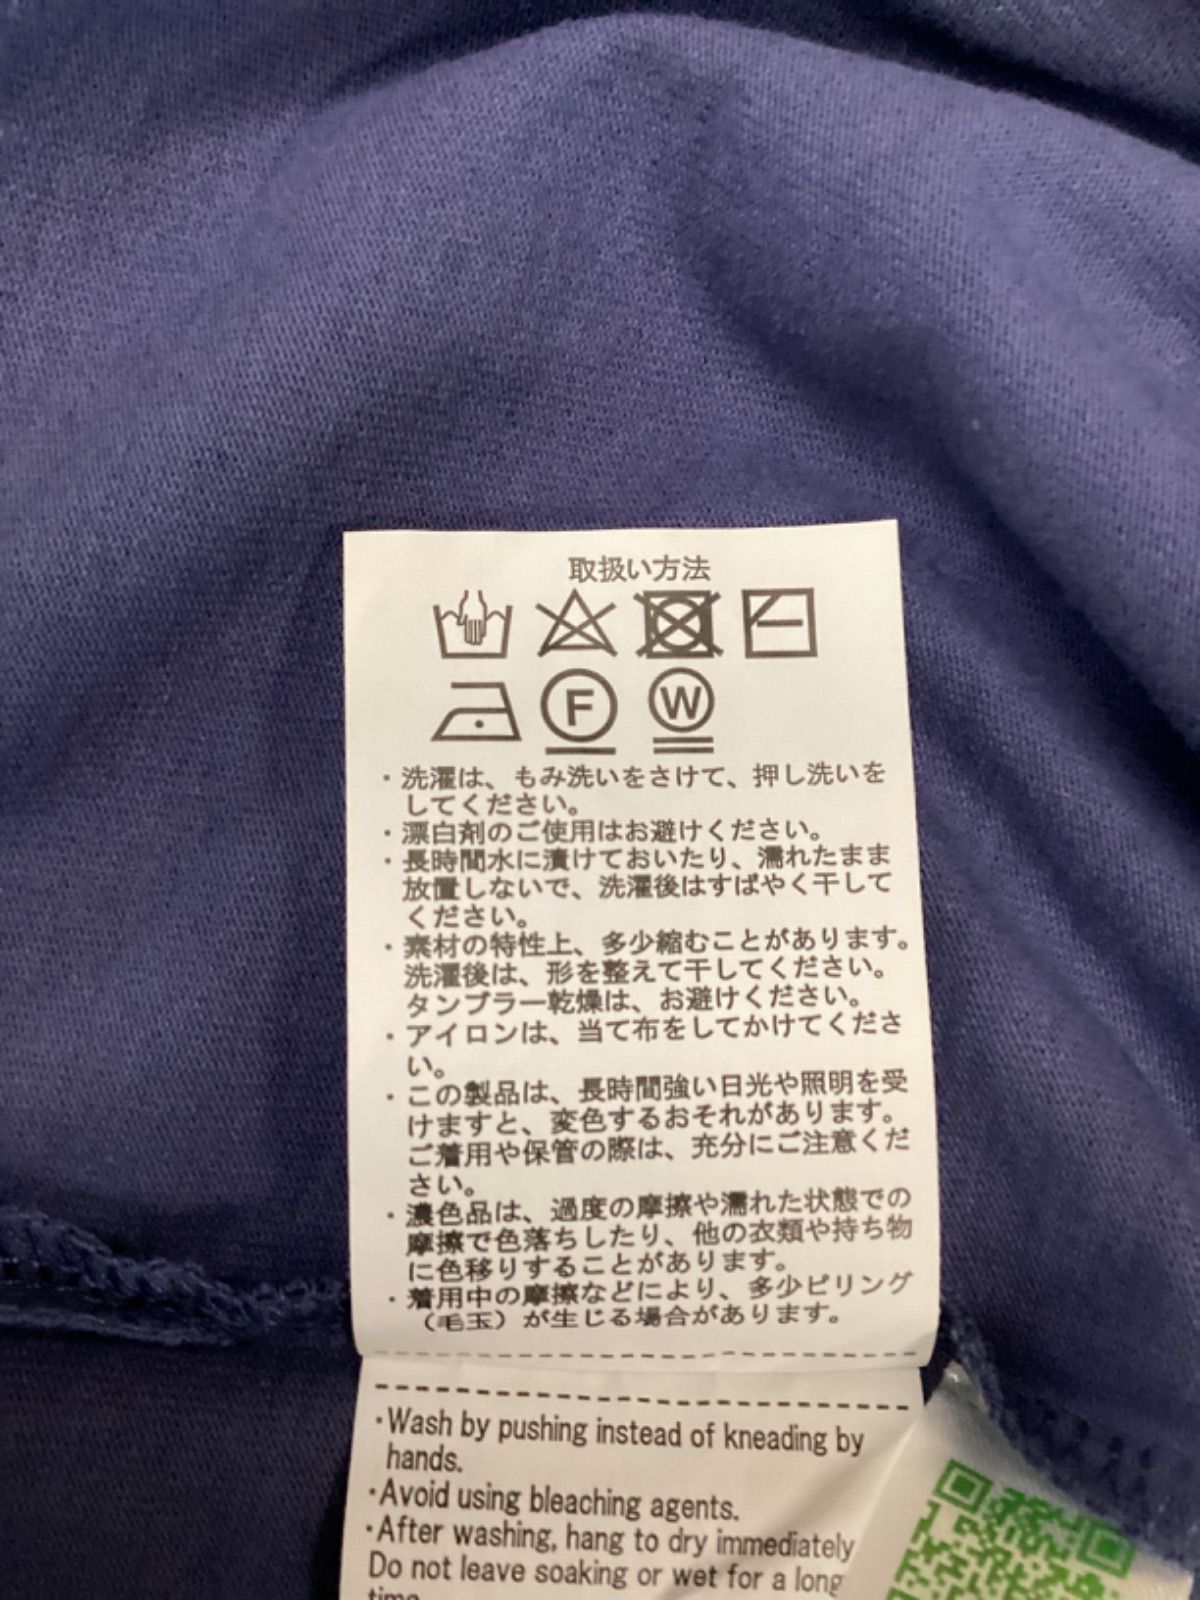 取扱い方法
F W
・洗濯は、もみ洗いをさけて、押し洗いを
してください。
・漂白剤のご使用はお避けください。
・長時間水に漬けておいたり、濡れたまま
放置しないで、洗濯後はすばやく干して
ください。
・素材の特性上、多少縮むことがあります。
洗濯後は、形を整えて干してください。
タンブラー乾燥は、お避けください。
・アイロンは、当て布をしてかけてくださ
い。
・この製品は、長時間強い日光や照明を受
けますと、変色するおそれがあります。
ご着用や保管の際は、充分にご注意くだ
さい。
・濃色品は、過度の摩擦や濡れた状態での
摩擦で色落ちしたり、他の衣類や持ち物
に色移りすることがあります。
・着用中の摩擦などにより、多少ピリング
（毛玉）が生じる場合があります。
・Wash by pushing instead of kneading by
hands.
・Avoid using bleaching agents.
・After washing, hang to dry immediately
Do not leave soaking or wet for a long
time.